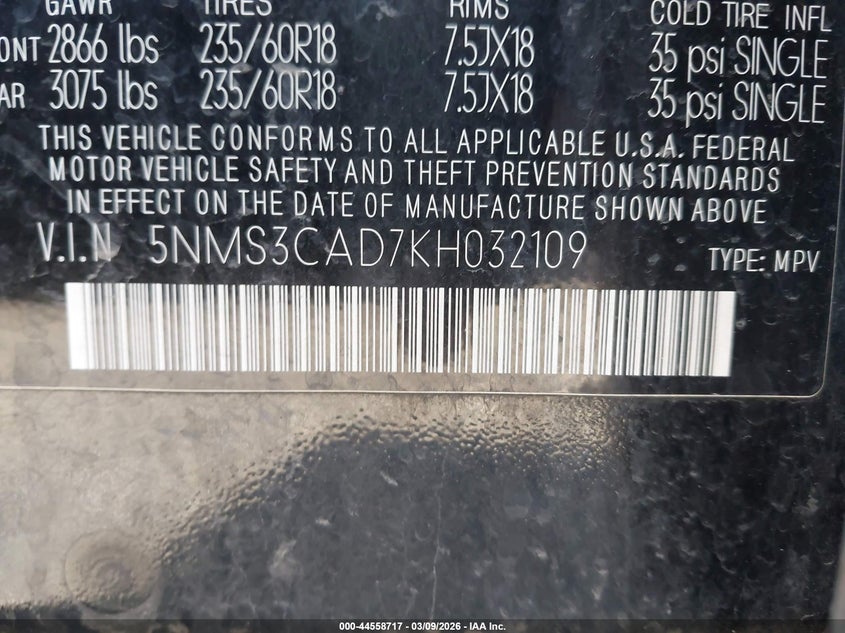 GAWR TIRES RIMS COLD TIRE INFL
ONT 2866 lbs 235/60R18 7.5JX18 35 psi SINGLE
AR 3075 lbs 235/60R18 7.5JX18 35 psi SINGLE
THIS VEHICLE CONFORMS TO ALL APPLICABLE U.S.A. FEDERAL
MOTOR VEHICLE SAFETY AND THEFT PREVENTION STANDARDS
IN EFFECT ON THE DATE OF MANUFACTURE SHOWN ABOVE
V.I.N 5NMS3CAD7KH032109 TYPE: MPV
000-44558717 | 03/09/2026 – IAA Inc.